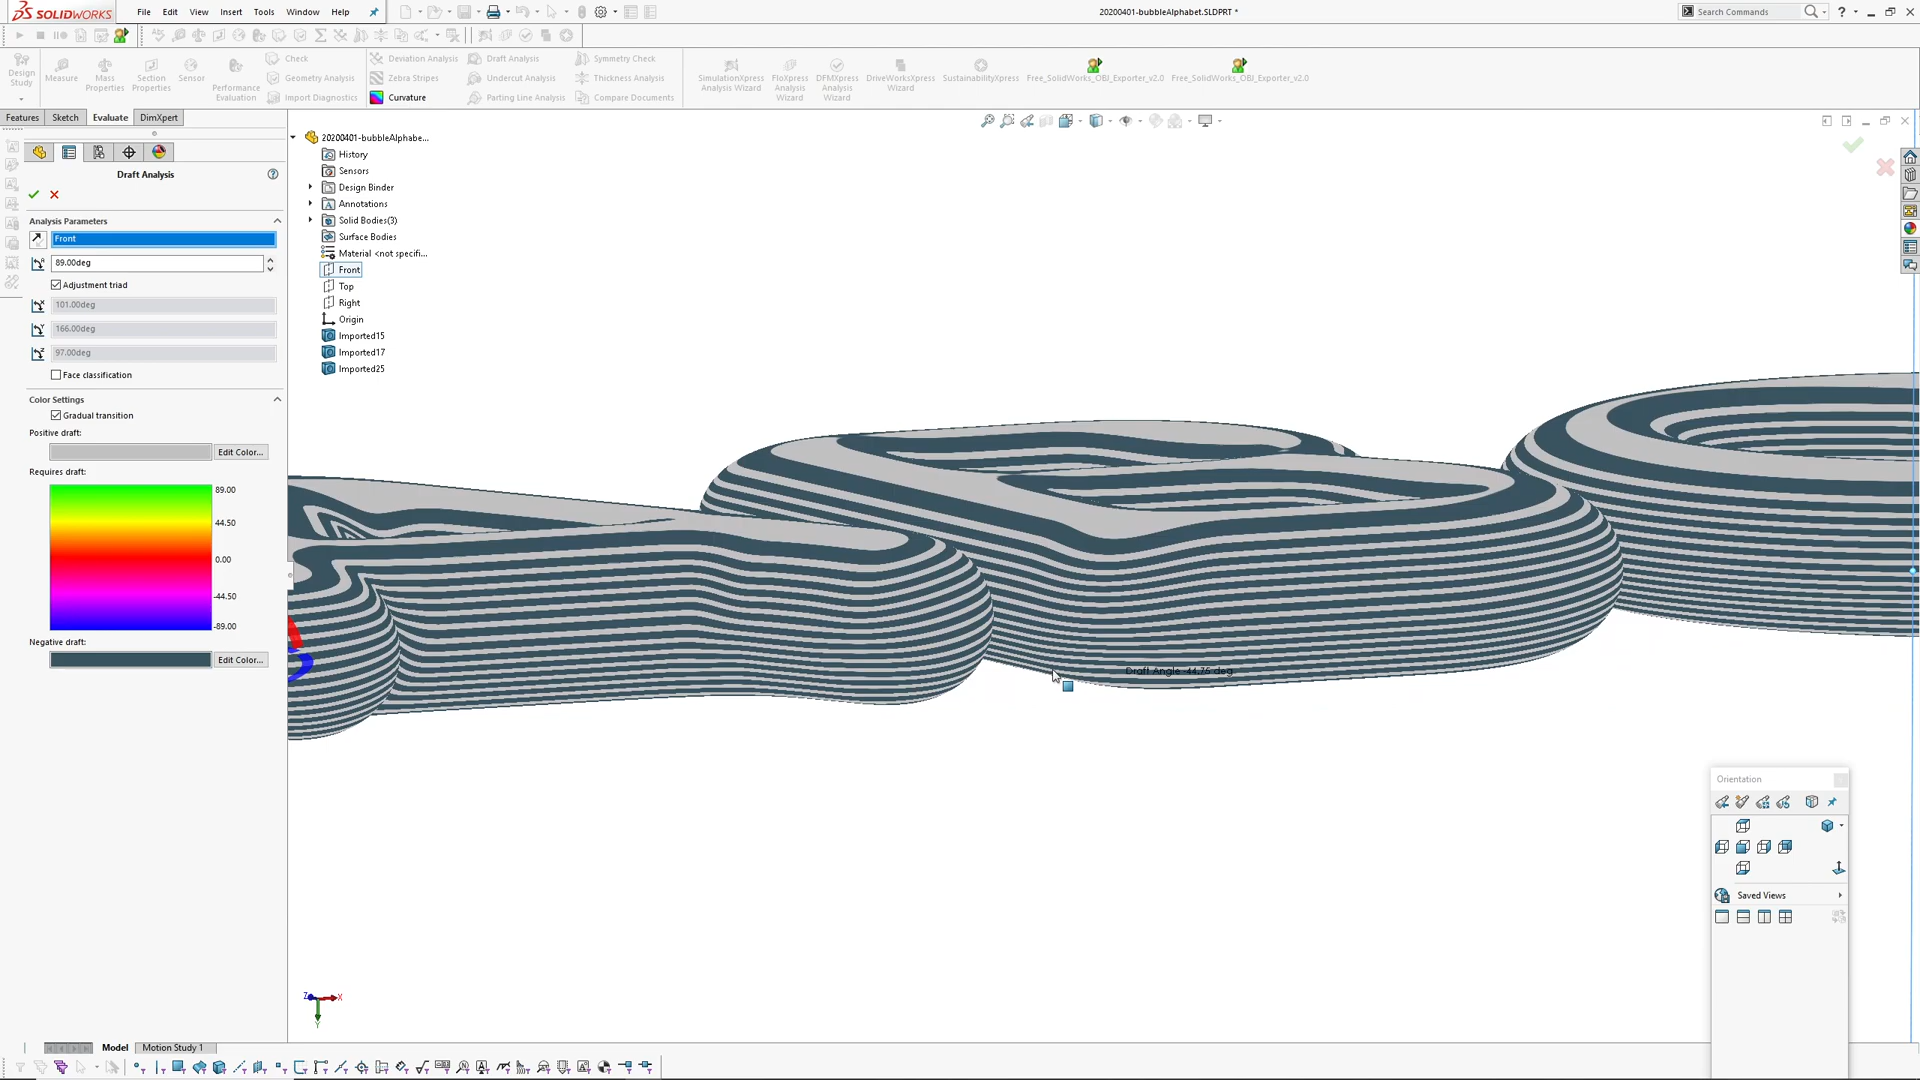 SOLIDWORKS File Edit View Insert Tools Window Help 20200401-bubbleAlphabet.SLDPRT * Search Commands
Design Study
Measure
Mass Properties
Section Properties
Sensor
Performance Evaluation
Check
Geometry Analysis
Import Diagnostics
Deviation Analysis
Zebra Stripes
Curvature
Draft Analysis
Undercut Analysis
Parting Line Analysis
Symmetry Check
Thickness Analysis
Compare Documents
SimulationXpress Analysis Wizard
FloXpress Analysis Wizard
DFMXpress Analysis Wizard
DriveWorksXpress Wizard
SustainabilityXpress
Free_SolidWorks_OBJ_Exporter_v2.0
Free_SolidWorks_OBJ_Exporter_v2.0
Features Sketch Evaluate DimXpert
Draft Analysis
Analysis Parameters
Front
89.00deg
Adjustment triad
101.00deg
166.00deg
97.00deg
Face classification
Color Settings
Gradual transition
Positive draft:
Edit Color...
Requires draft:
89.00
44.50
0.00
-44.50
-89.00
Negative draft:
Edit Color...
20200401-bubbleAlphabe...
History
Sensors
Design Binder
Annotations
Solid Bodies(3)
Surface Bodies
Material <not specifi...
Front
Top
Right
Origin
Imported15
Imported17
Imported25
Draft Angle -44.75 deg
Orientation
Saved Views
Z X
Y
Model Motion Study 1